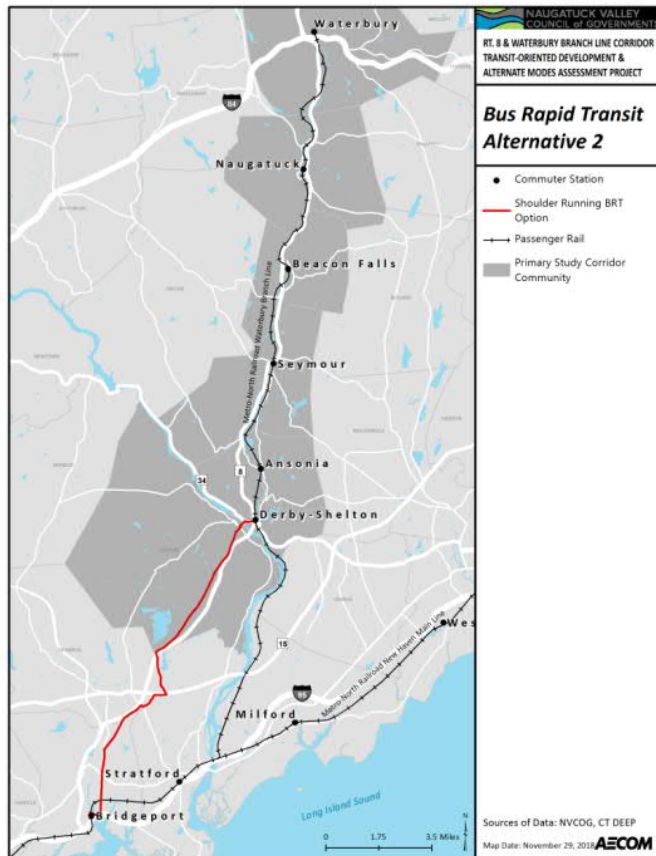 NAUGATUCK VALLEY
COUNCIL of GOVERNMENTS
RT. 8 & WATERBURY BRANCH LINE CORRIDOR
TRANSIT-ORIENTED DEVELOPMENT &
ALTERNATE MODES ASSESSMENT PROJECT
Bus Rapid Transit
Alternative 2
Commuter Station
Shoulder Running BRT
Option
Passenger Rail
Primary Study Corridor
Community
Waterbury
84
Naugatuck
Beacon Falls
Metro-North Railroad Waterbury Branch Line
Seymour
Ansonia
8
34
Derby-Shelton
15
Wes
Metro-North Railroad New Haven Main Line
95
Milford
Stratford
Bridgeport
Long Island Sound
0 1.75 3.5 Miles
Sources of Data: NVCOG, CT DEEP
Map Date: November 29, 2018
AECOM